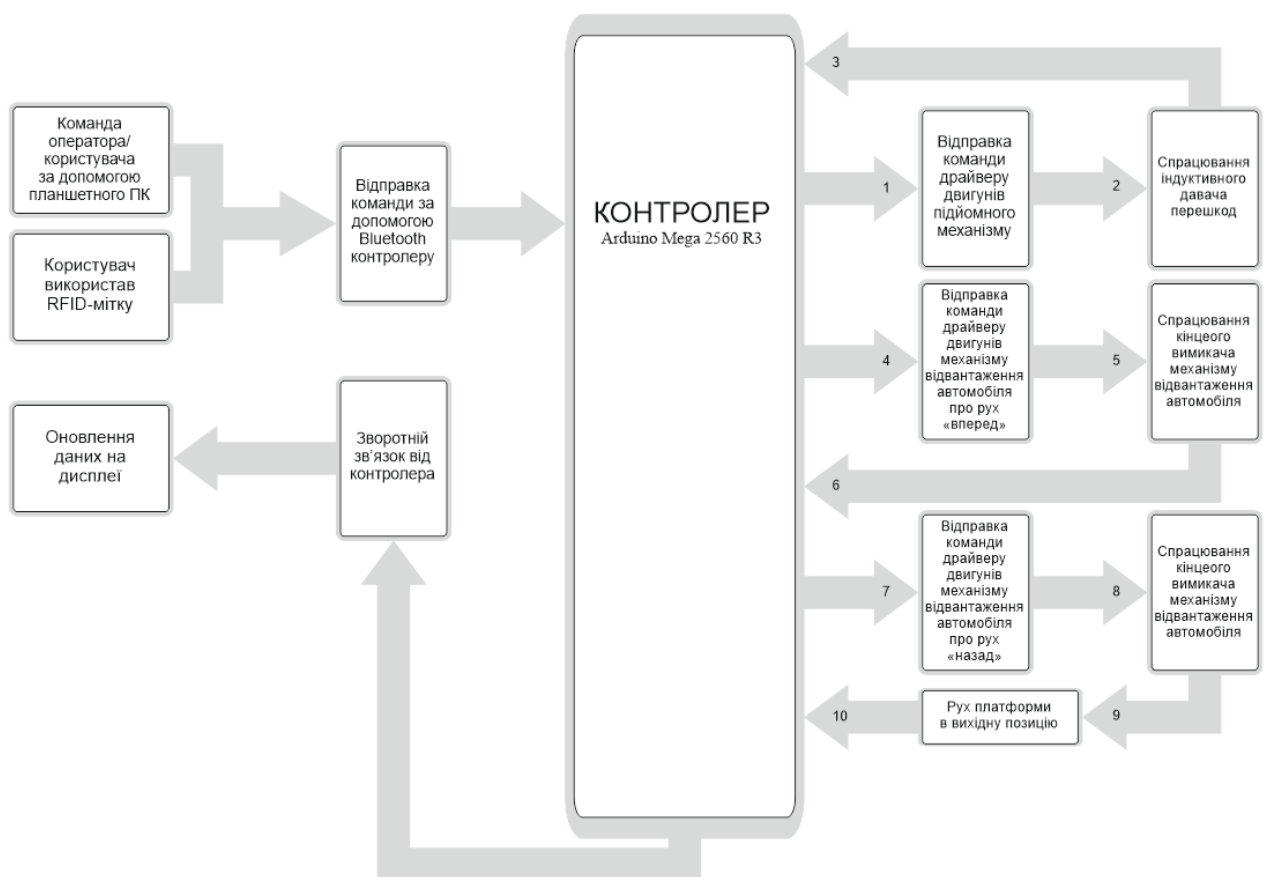 Команда
оператора/
користувача
за допомогою
планшетного ПК
Користувач
використав
RFID-мітку
Відправка
команди за
допомогою
Bluetooth
контролеру
Оновлення
даних на
дисплеї
Зворотній
зв'язок від
контролера
КОНТРОЛЕР
Arduino Mega 2560 R3
3
1
Відправка
команди
драйверу
двигунів
підйомного
механізму
2
Спрацювання
індуктивного
давача
перешкод
4
Відправка
команди
драйверу
двигунів
механізму
відвантаження
автомобіля
про рух
«вперед»
5
Спрацювання
кінцеого
вимикача
механізму
відвантаження
автомобіля
6
7
Відправка
команди
драйверу
двигунів
механізму
відвантаження
автомобіля
про рух
«назад»
8
Спрацювання
кінцеого
вимикача
механізму
відвантаження
автомобіля
10
Рух платформи
в вихідну позицію
9